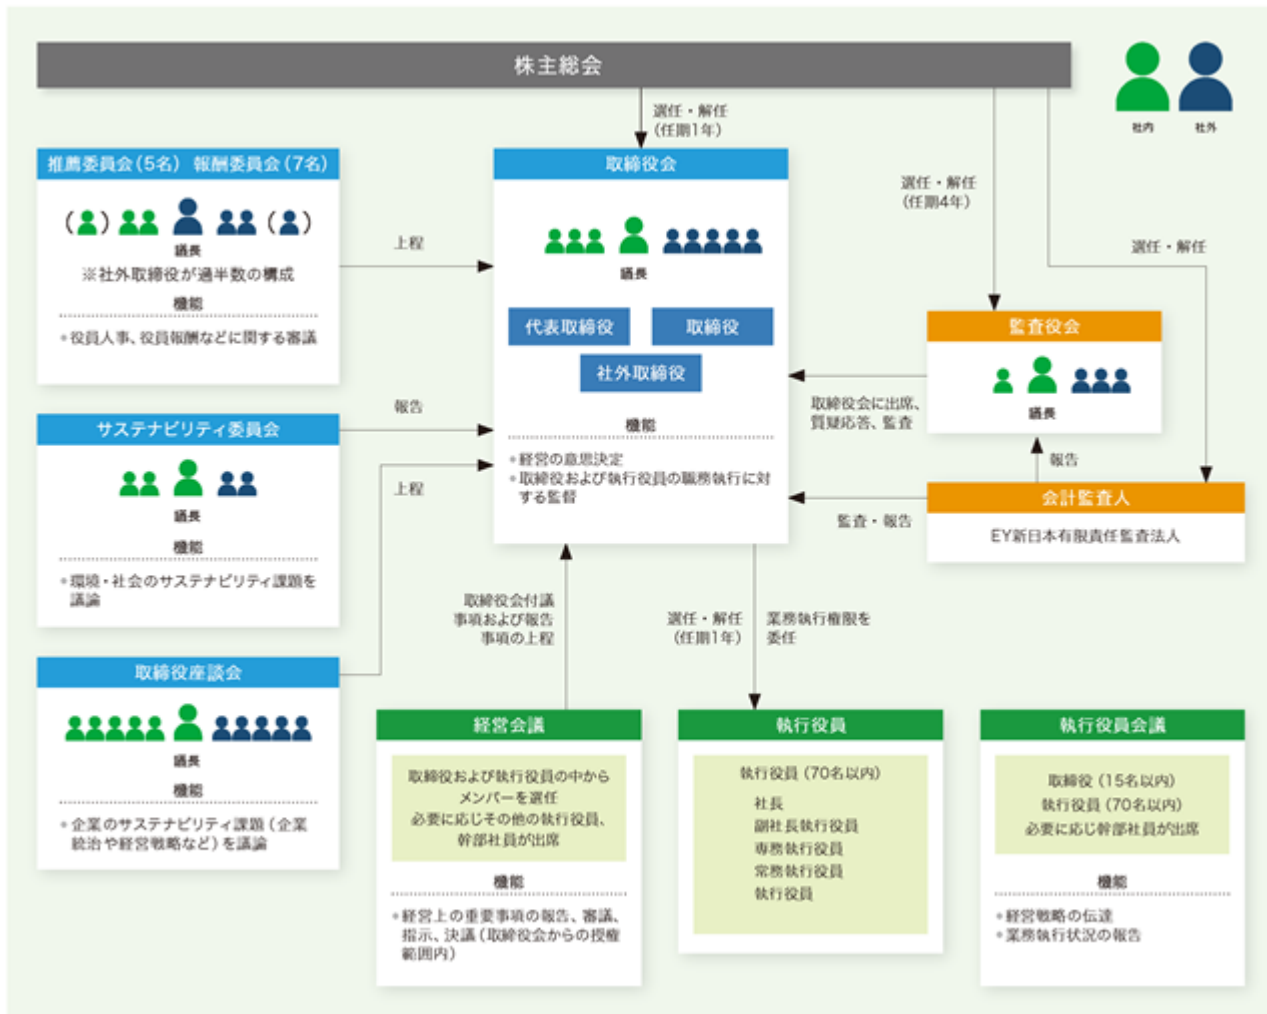 株主総会
社内
社外
選任・解任
(任期1年)
推薦委員会(5名) 報酬委員会(7名)
議長
※社外取締役が過半数の構成
機能
•役員人事、役員報酬などに関する審議
上程
取締役会
議長
代表取締役
取締役
社外取締役
機能
•経営の意思決定
•取締役および執行役員の職務執行に対
する監督
選任・解任
(任期4年)
選任・解任
監査役会
議長
取締役会に出席、
質疑応答、監査
報告
会計監査人
EY新日本有限責任監査法人
監査・報告
サステナビリティ委員会
議長
機能
•環境・社会のサステナビリティ課題を
議論
報告
上程
取締役座談会
議長
機能
•企業のサステナビリティ課題(企業
統治や経営戦略など)を議論
取締役会付議
事項および報告
事項の上程
選任・解任
(任期1年)
業務執行権限を
委任
経営会議
取締役および執行役員の中から
メンバーを選任
必要に応じその他の執行役員、
幹部社員が出席
機能
•経営上の重要事項の報告、審議、
指示、決議(取締役会からの授権
範囲内)
執行役員
執行役員(70名以内)
社長
副社長執行役員
専務執行役員
常務執行役員
執行役員
執行役員会議
取締役(15名以内)
執行役員(70名以内)
必要に応じ幹部社員が出席
機能
•経営戦略の伝達
•業務執行状況の報告